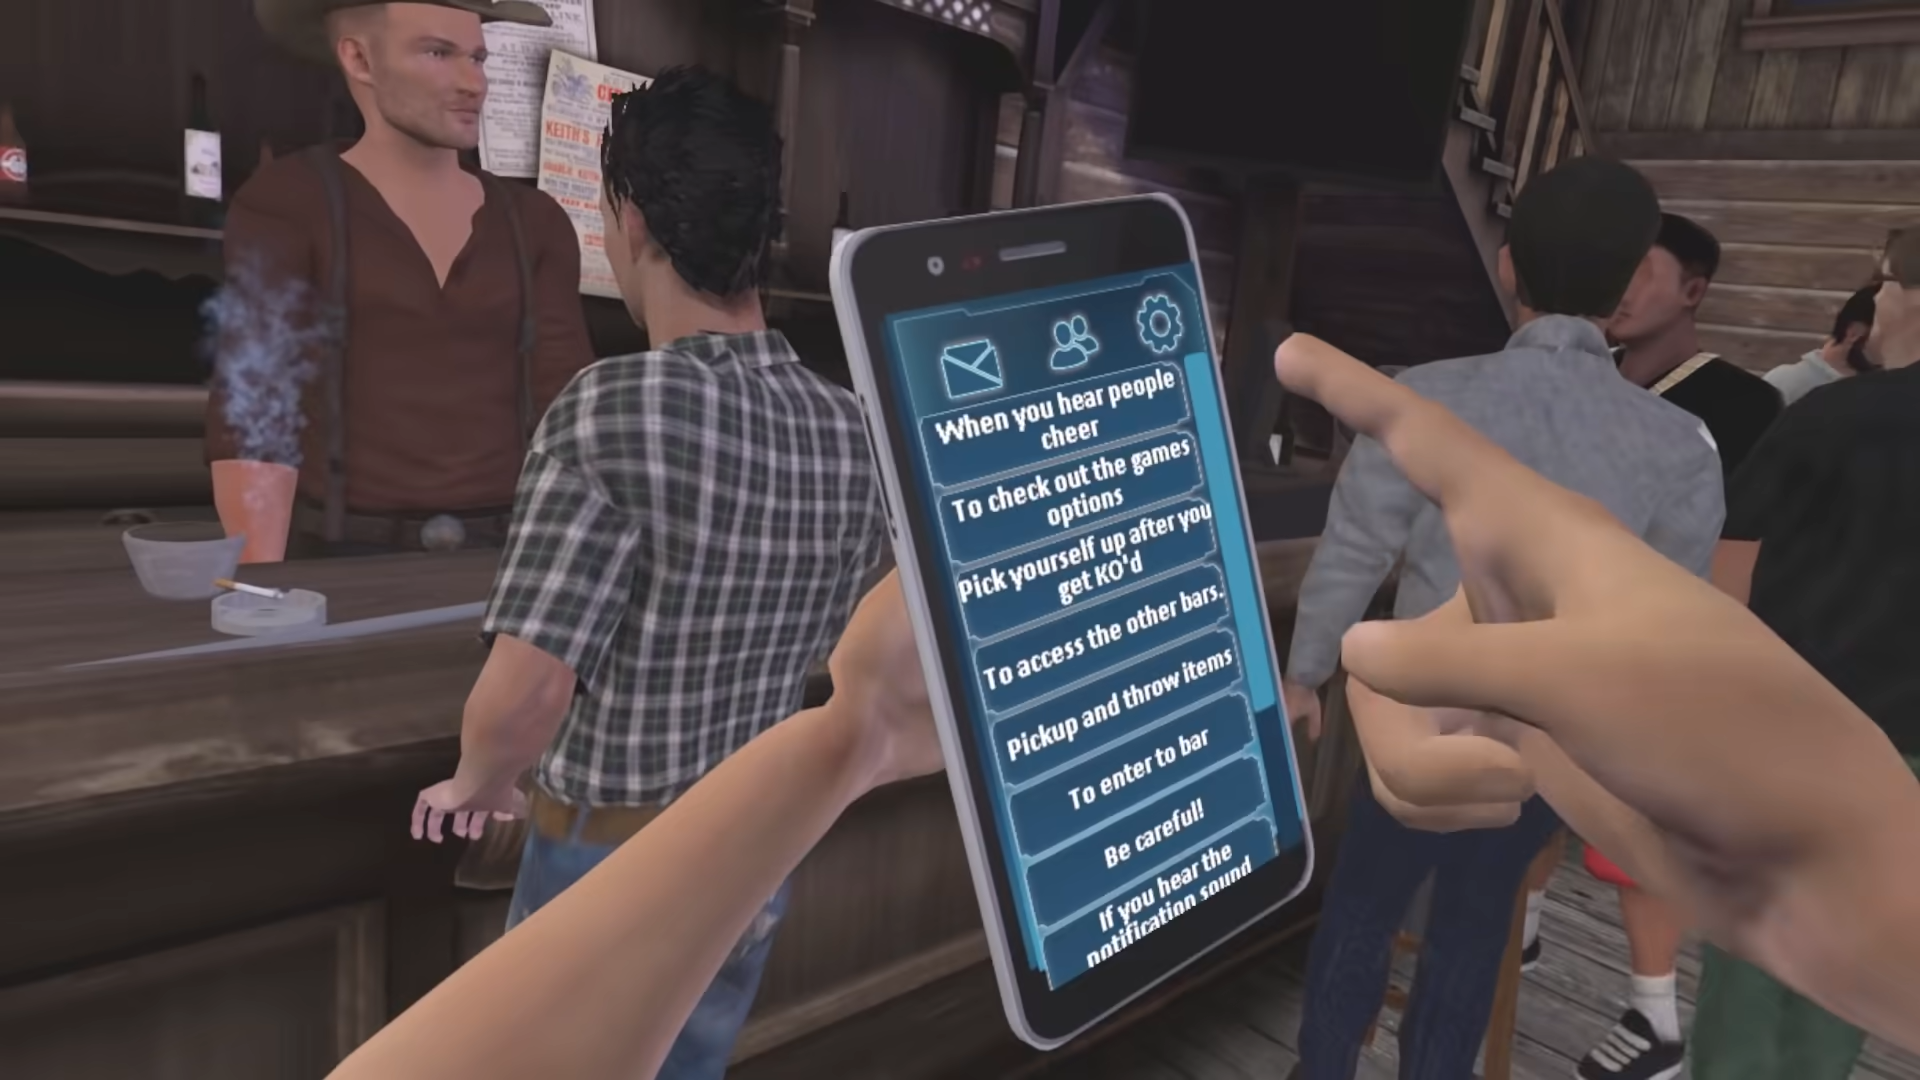 KEITH'S
When you hear people
cheer
To check out the games
options
Pick yourself up after you
get KO'd
To access the other bars.
Pickup and throw items
To enter to bar
Be careful!
If you hear the
notification sound